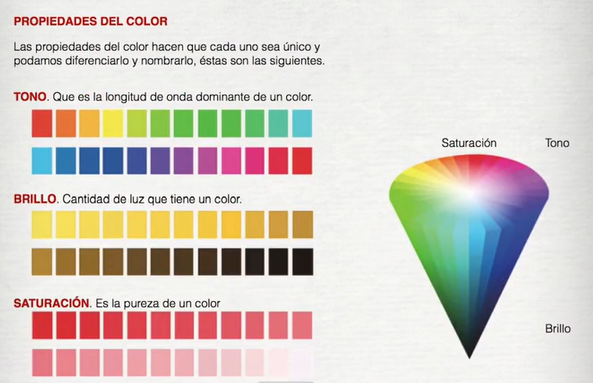 PROPIEDADES DEL COLOR
Las propiedades del color hacen que cada uno sea único y
podamos diferenciarlo y nombrarlo, éstas son las siguientes.
TONO. Que es la longitud de onda dominante de un color.
BRILLO. Cantidad de luz que tiene un color.
SATURACIÓN. Es la pureza de un color
Saturación
Tono
Brillo